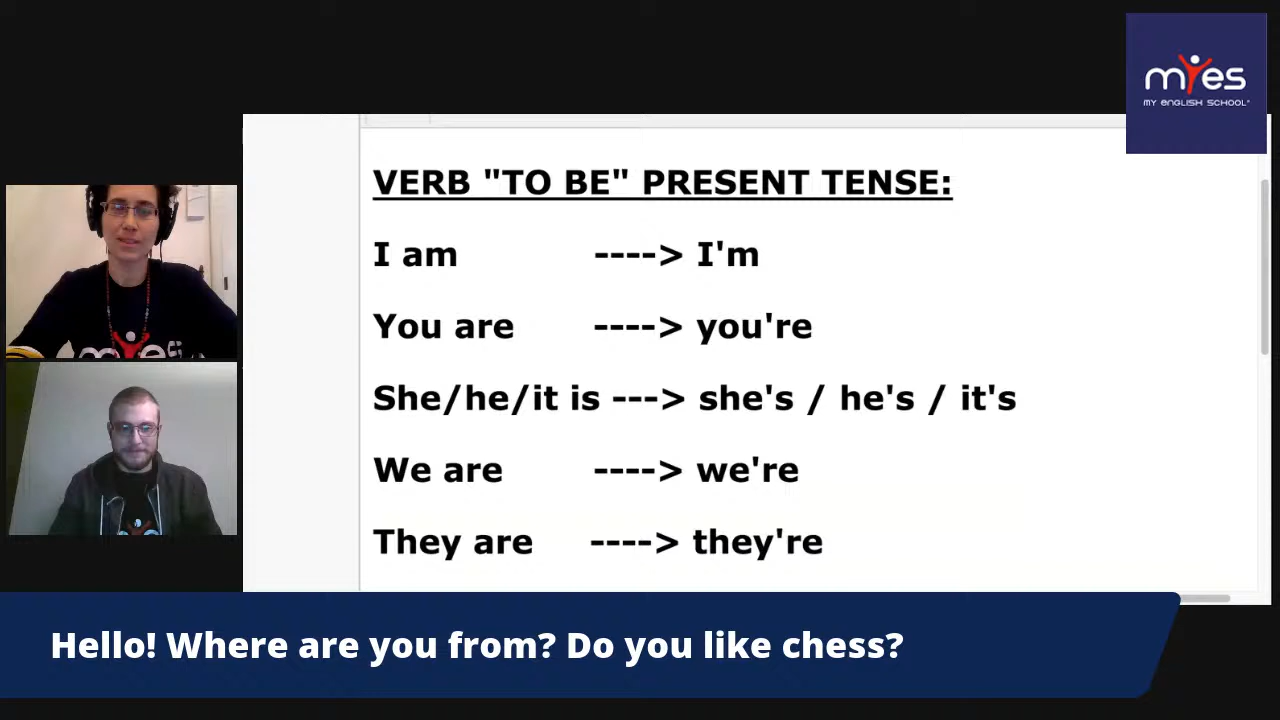 myes
MY ENGLISH SCHOOL
VERB "TO BE" PRESENT TENSE:
I am ----> I'm
You are ----> you're
She/he/it is ---> she's / he's / it's
We are ----> we're
They are ----> they're
myes
Hello! Where are you from? Do you like chess?